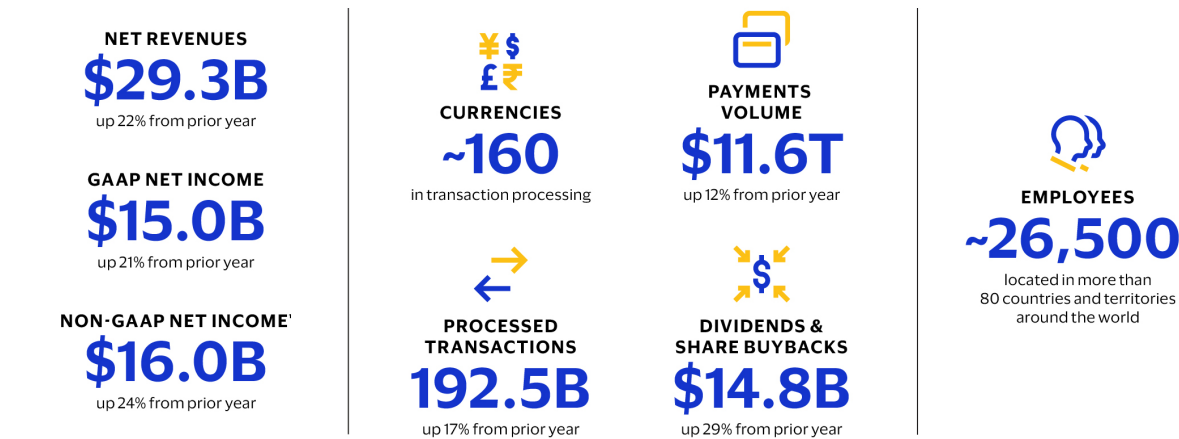 NET REVENUES
$29.3B
up 22% from prior year
GAAP NET INCOME
$15.0B
up 21% from prior year
NON-GAAP NET INCOME¹
$16.0B
up 24% from prior year
¥ $
£ ₹
CURRENCIES
~160
in transaction processing
PAYMENTS
VOLUME
$11.6T
up 12% from prior year
PROCESSED
TRANSACTIONS
192.5B
up 17% from prior year
$
DIVIDENDS &
SHARE BUYBACKS
$14.8B
up 29% from prior year
EMPLOYEES
~26,500
located in more than
80 countries and territories
around the world